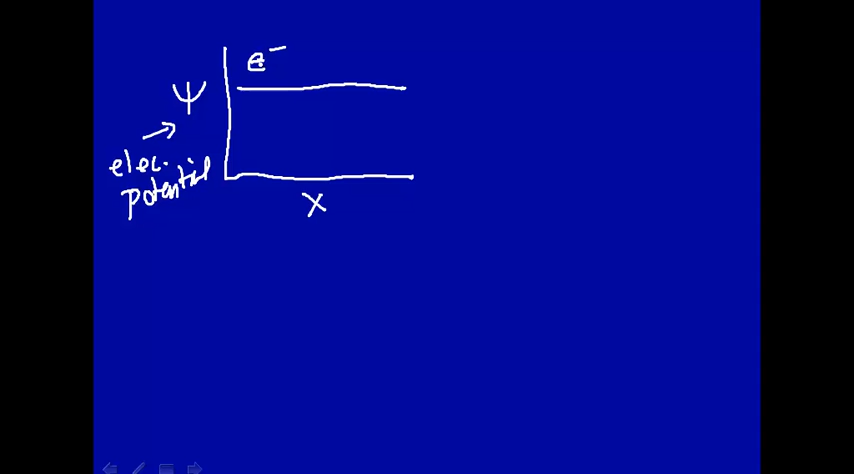 e⁻
Ψ
elec.
potential
x